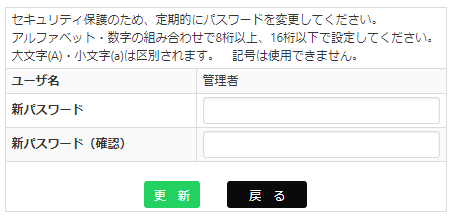 セキュリティ保護のため、定期的にパスワードを変更してください。
アルファベット・数字の組み合わせで8桁以上、16桁以下で設定してください。
大文字(A)・小文字(a)は区別されます。　記号は使用できません。
ユーザ名　管理者
新パスワード
新パスワード（確認）
更　新　戻　る